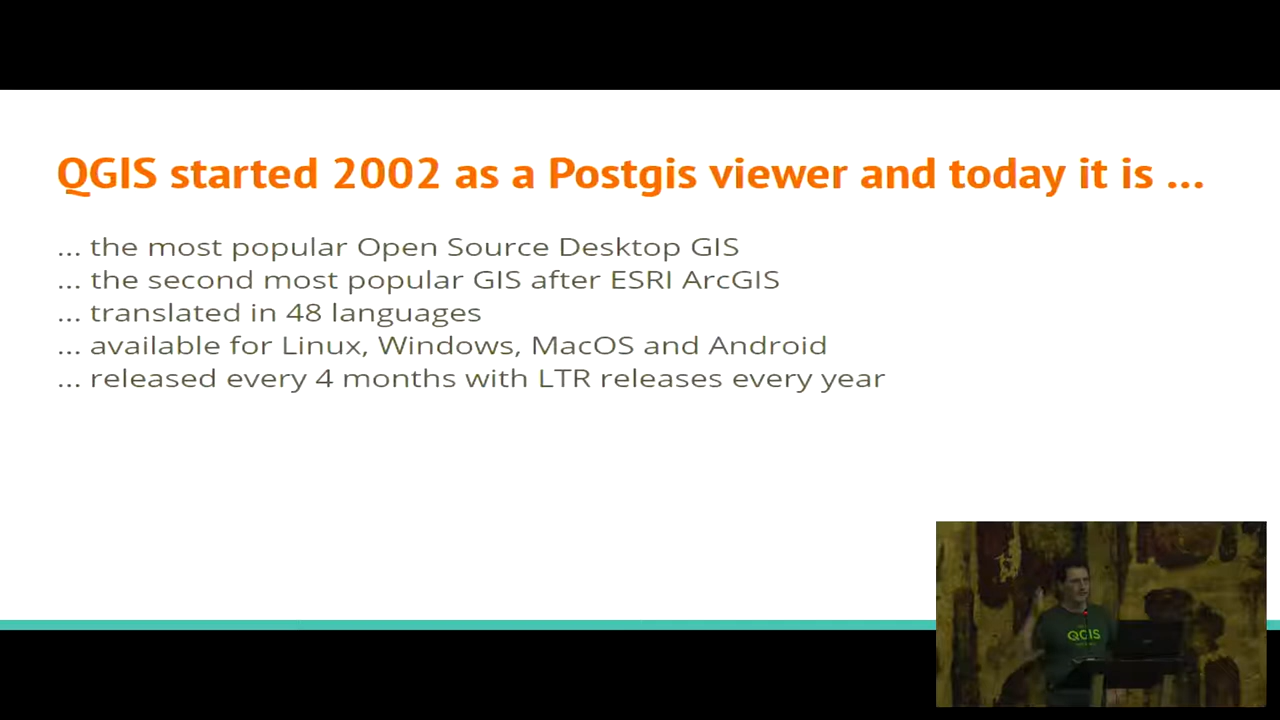 QGIS started 2002 as a Postgis viewer and today it is ...
... the most popular Open Source Desktop GIS
... the second most popular GIS after ESRI ArcGIS
... translated in 48 languages
... available for Linux, Windows, MacOS and Android
... released every 4 months with LTR releases every year
QGIS